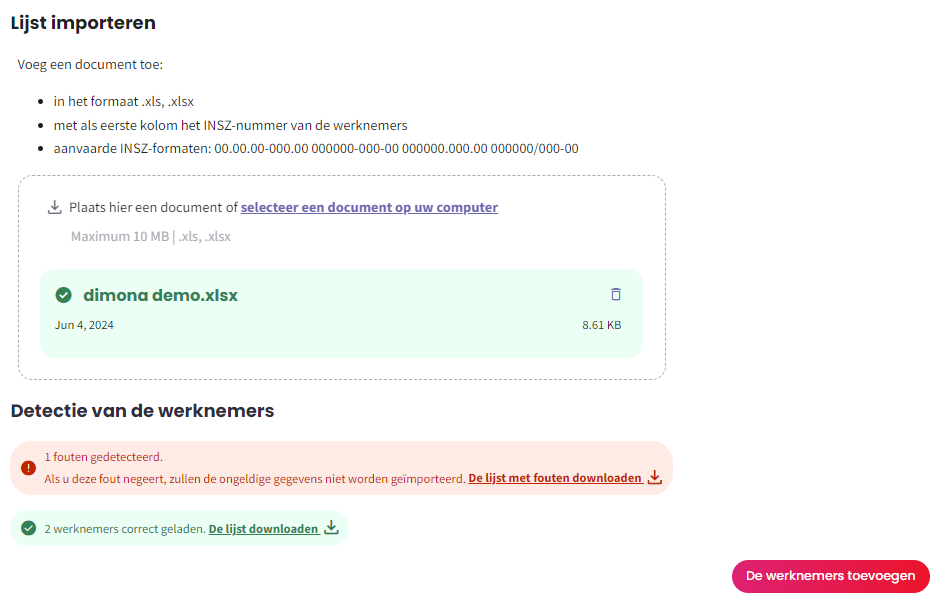 Lijst importeren
Voeg een document toe:
in het formaat .xls, .xlsx
met als eerste kolom het INSZ-nummer van de werknemers
aanvaarde INSZ-formaten: 00.00.00-000.00 000000-000-00 000000.000.00 000000/000-00
Plaats hier een document of selecteer een document op uw computer
Maximum 10 MB | .xls, .xlsx
dimona demo.xlsx
Jun 4, 2024 8.61 KB
Detectie van de werknemers
1 fouten gedetecteerd.
Als u deze fout negeert, zullen de ongeldige gegevens niet worden geïmporteerd. De lijst met fouten downloaden
2 werknemers correct geladen. De lijst downloaden
De werknemers toevoegen